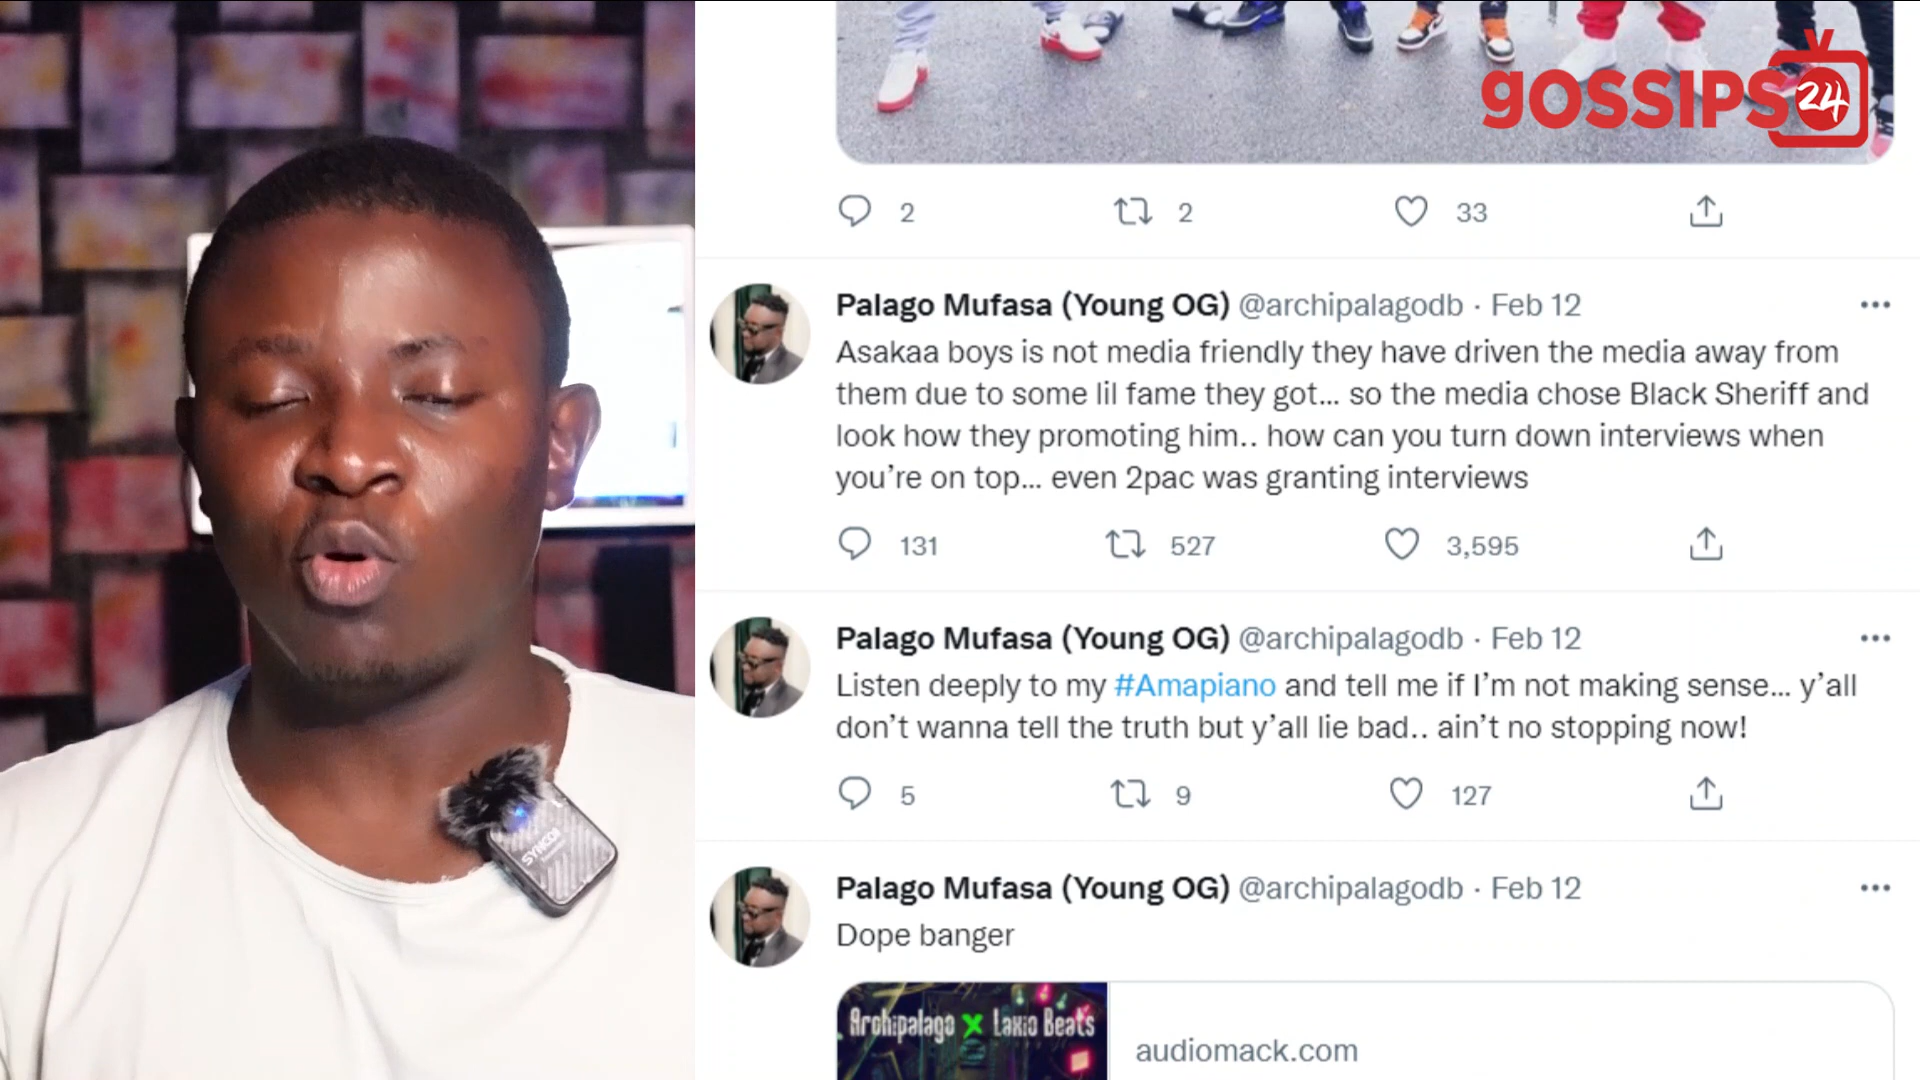 gOSSIPS 24
2 2 33
Palago Mufasa (Young OG) @archipalagodb · Feb 12
Asakaa boys is not media friendly they have driven the media away from
them due to some lil fame they got... so the media chose Black Sheriff and
look how they promoting him.. how can you turn down interviews when
you’re on top... even 2pac was granting interviews
131 527 3,595
Palago Mufasa (Young OG) @archipalagodb · Feb 12
Listen deeply to my #Amapiano and tell me if I’m not making sense... y’all
don’t wanna tell the truth but y’all lie bad.. ain’t no stopping now!
5 9 127
Palago Mufasa (Young OG) @archipalagodb · Feb 12
Dope banger
Archipalago X Laxio Beats
audiomack.com
SYNCO